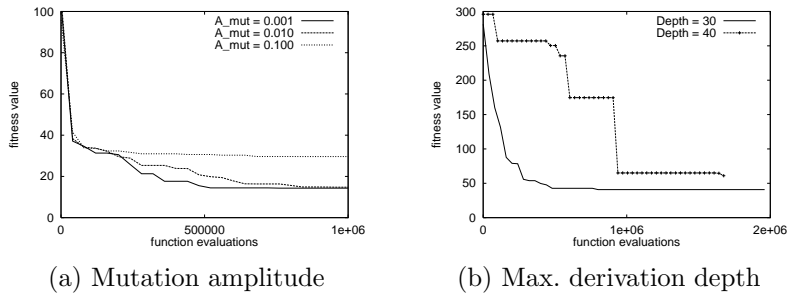 100
80
60
40
20
0
fitness value
A_mut = 0.001
A_mut = 0.010
A_mut = 0.100
0
500000
1e+06
function evaluations
(a) Mutation amplitude
300
250
200
150
100
50
0
fitness value
Depth = 30
Depth = 40
0
1e+06
2e+06
function evaluations
(b) Max. derivation depth